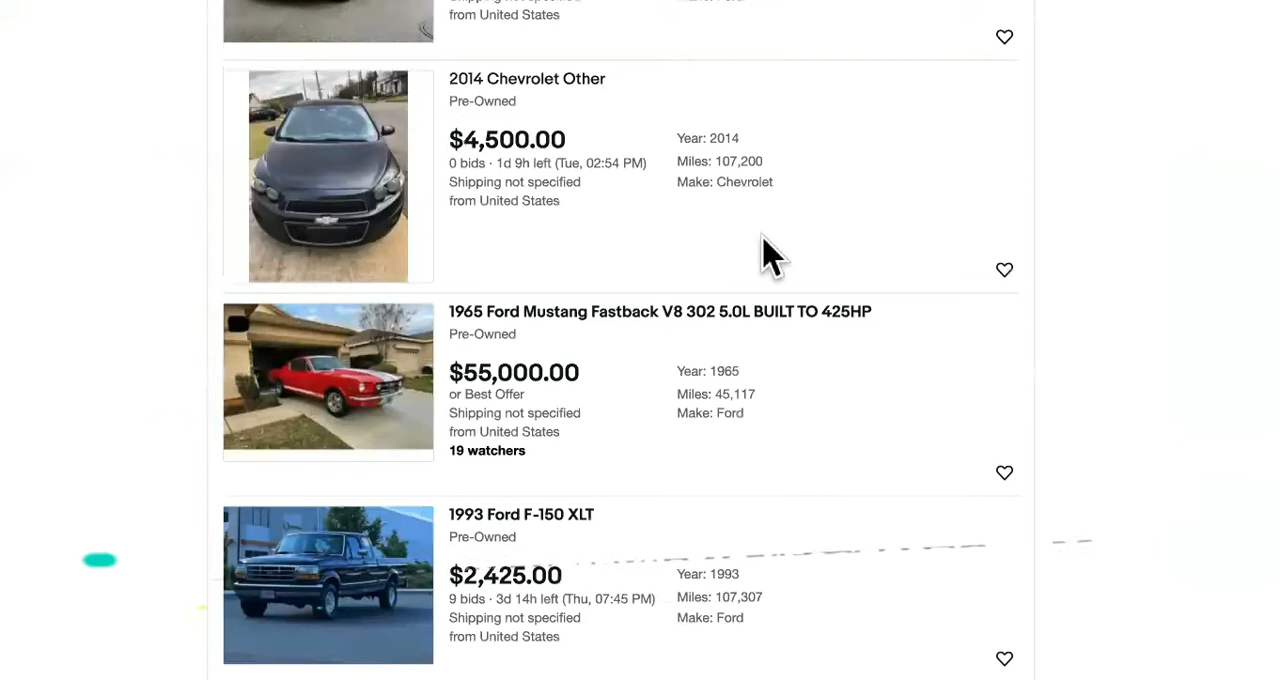 from United States
2014 Chevrolet Other
Pre-Owned
$4,500.00
0 bids · 1d 9h left (Tue, 02:54 PM)
Shipping not specified
from United States
Year: 2014
Miles: 107,200
Make: Chevrolet
1965 Ford Mustang Fastback V8 302 5.0L BUILT TO 425HP
Pre-Owned
$55,000.00
or Best Offer
Shipping not specified
from United States
19 watchers
Year: 1965
Miles: 45,117
Make: Ford
1993 Ford F-150 XLT
Pre-Owned
$2,425.00
9 bids · 3d 14h left (Thu, 07:45 PM)
Shipping not specified
from United States
Year: 1993
Miles: 107,307
Make: Ford